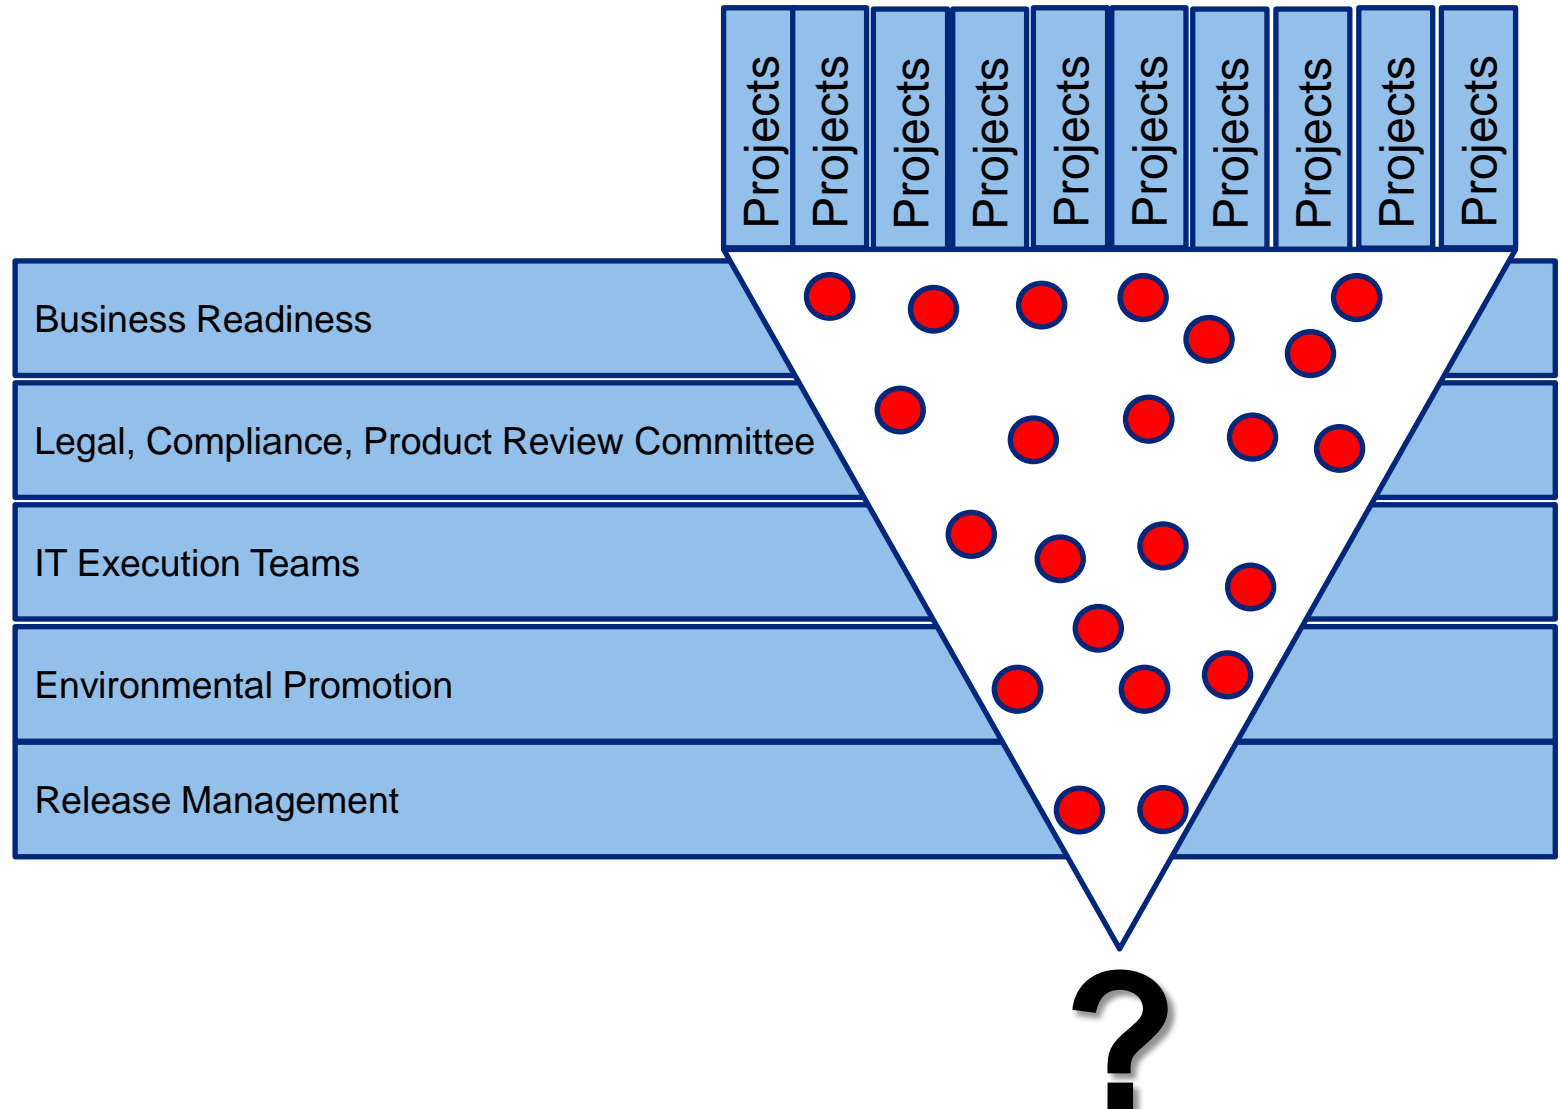 Projects
Projects
Projects
Projects
Projects
Projects
Projects
Projects
Projects
Projects
Business Readiness
Legal, Compliance, Product Review Committee
IT Execution Teams
Environmental Promotion
Release Management
?